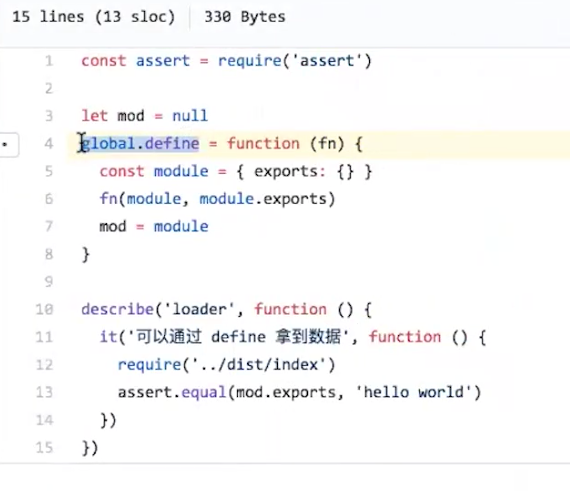 15 lines (13 sloc) 330 Bytes
1 const assert = require('assert')
2
3 let mod = null
4 global.define = function (fn) {
5   const module = { exports: {} }
6   fn(module, module.exports)
7   mod = module
8 }
9
10 describe('loader', function () {
11   it('可以通过 define 拿到数据', function () {
12     require('../dist/index')
13     assert.equal(mod.exports, 'hello world')
14   })
15 })